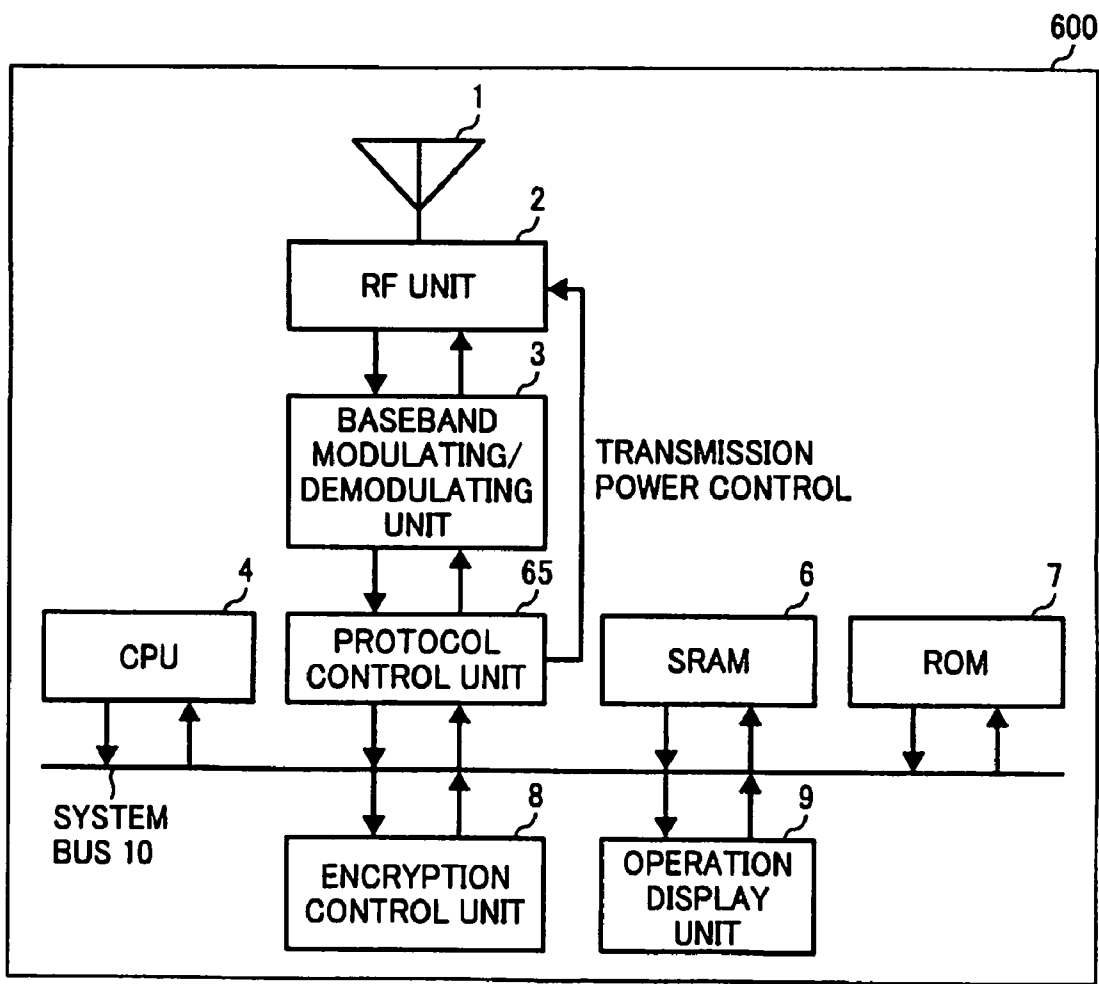 600
1
2
RF UNIT
3
BASEBAND
MODULATING/
DEMODULATING
UNIT
TRANSMISSION
POWER CONTROL
4
CPU
65
PROTOCOL
CONTROL UNIT
6
SRAM
7
ROM
SYSTEM
BUS 10
8
ENCRYPTION
CONTROL UNIT
9
OPERATION
DISPLAY
UNIT